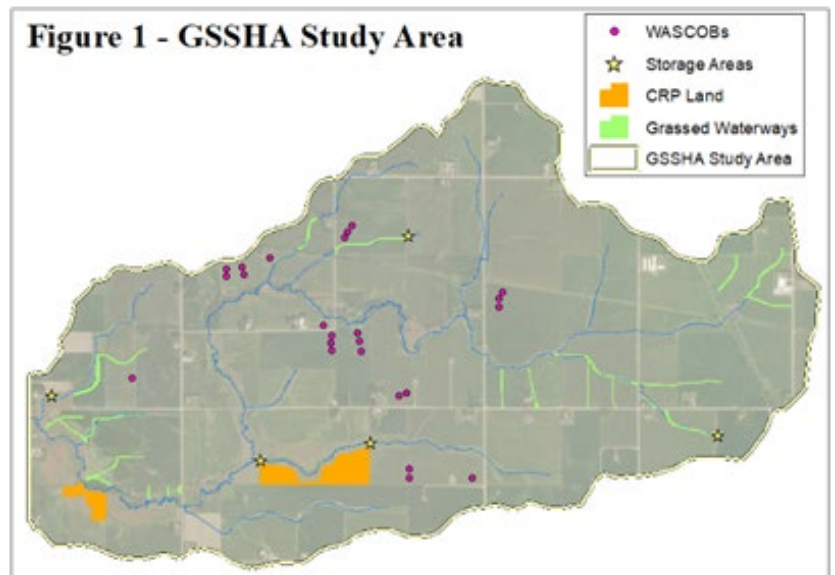 Figure 1 - GSSHA Study Area
WASCOBs
Storage Areas
CRP Land
Grassed Waterways
GSSHA Study Area